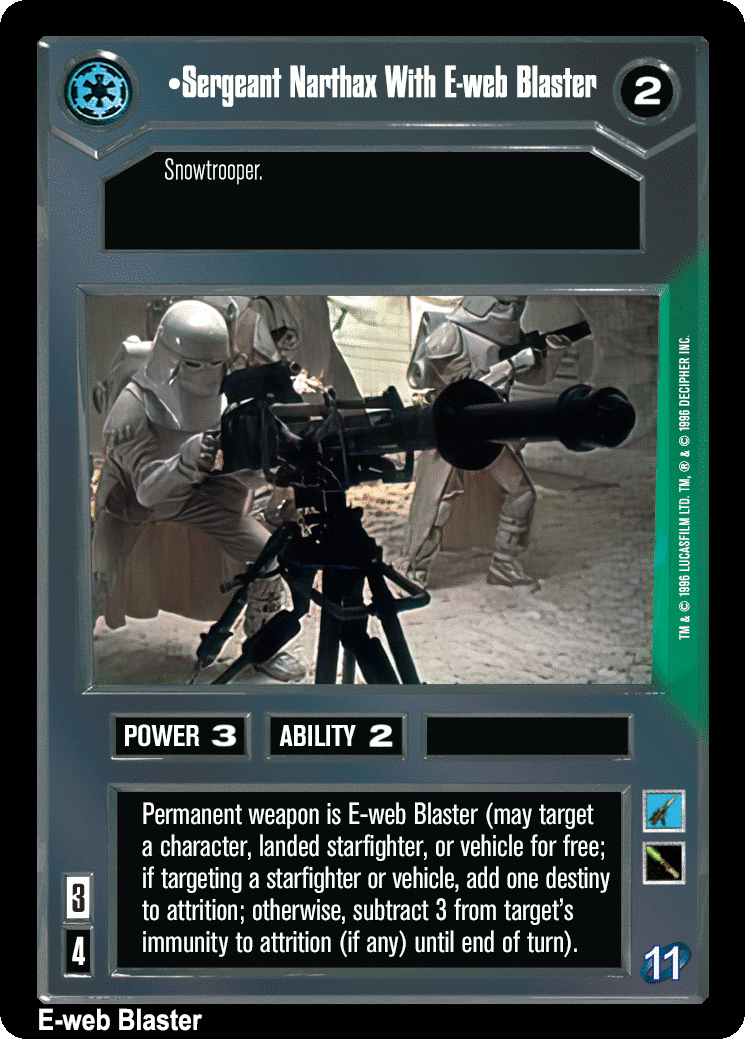 •Sergeant Narthax With E-web Blaster
2
Snowtrooper.
TM & © 1996 LUCASFILM LTD. TM, ® & © 1996 DECIPHER INC.
POWER 3
ABILITY 2
Permanent weapon is E-web Blaster (may target
a character, landed starfighter, or vehicle for free;
if targeting a starfighter or vehicle, add one destiny
to attrition; otherwise, subtract 3 from target's
immunity to attrition (if any) until end of turn).
3
4
11
E-web Blaster